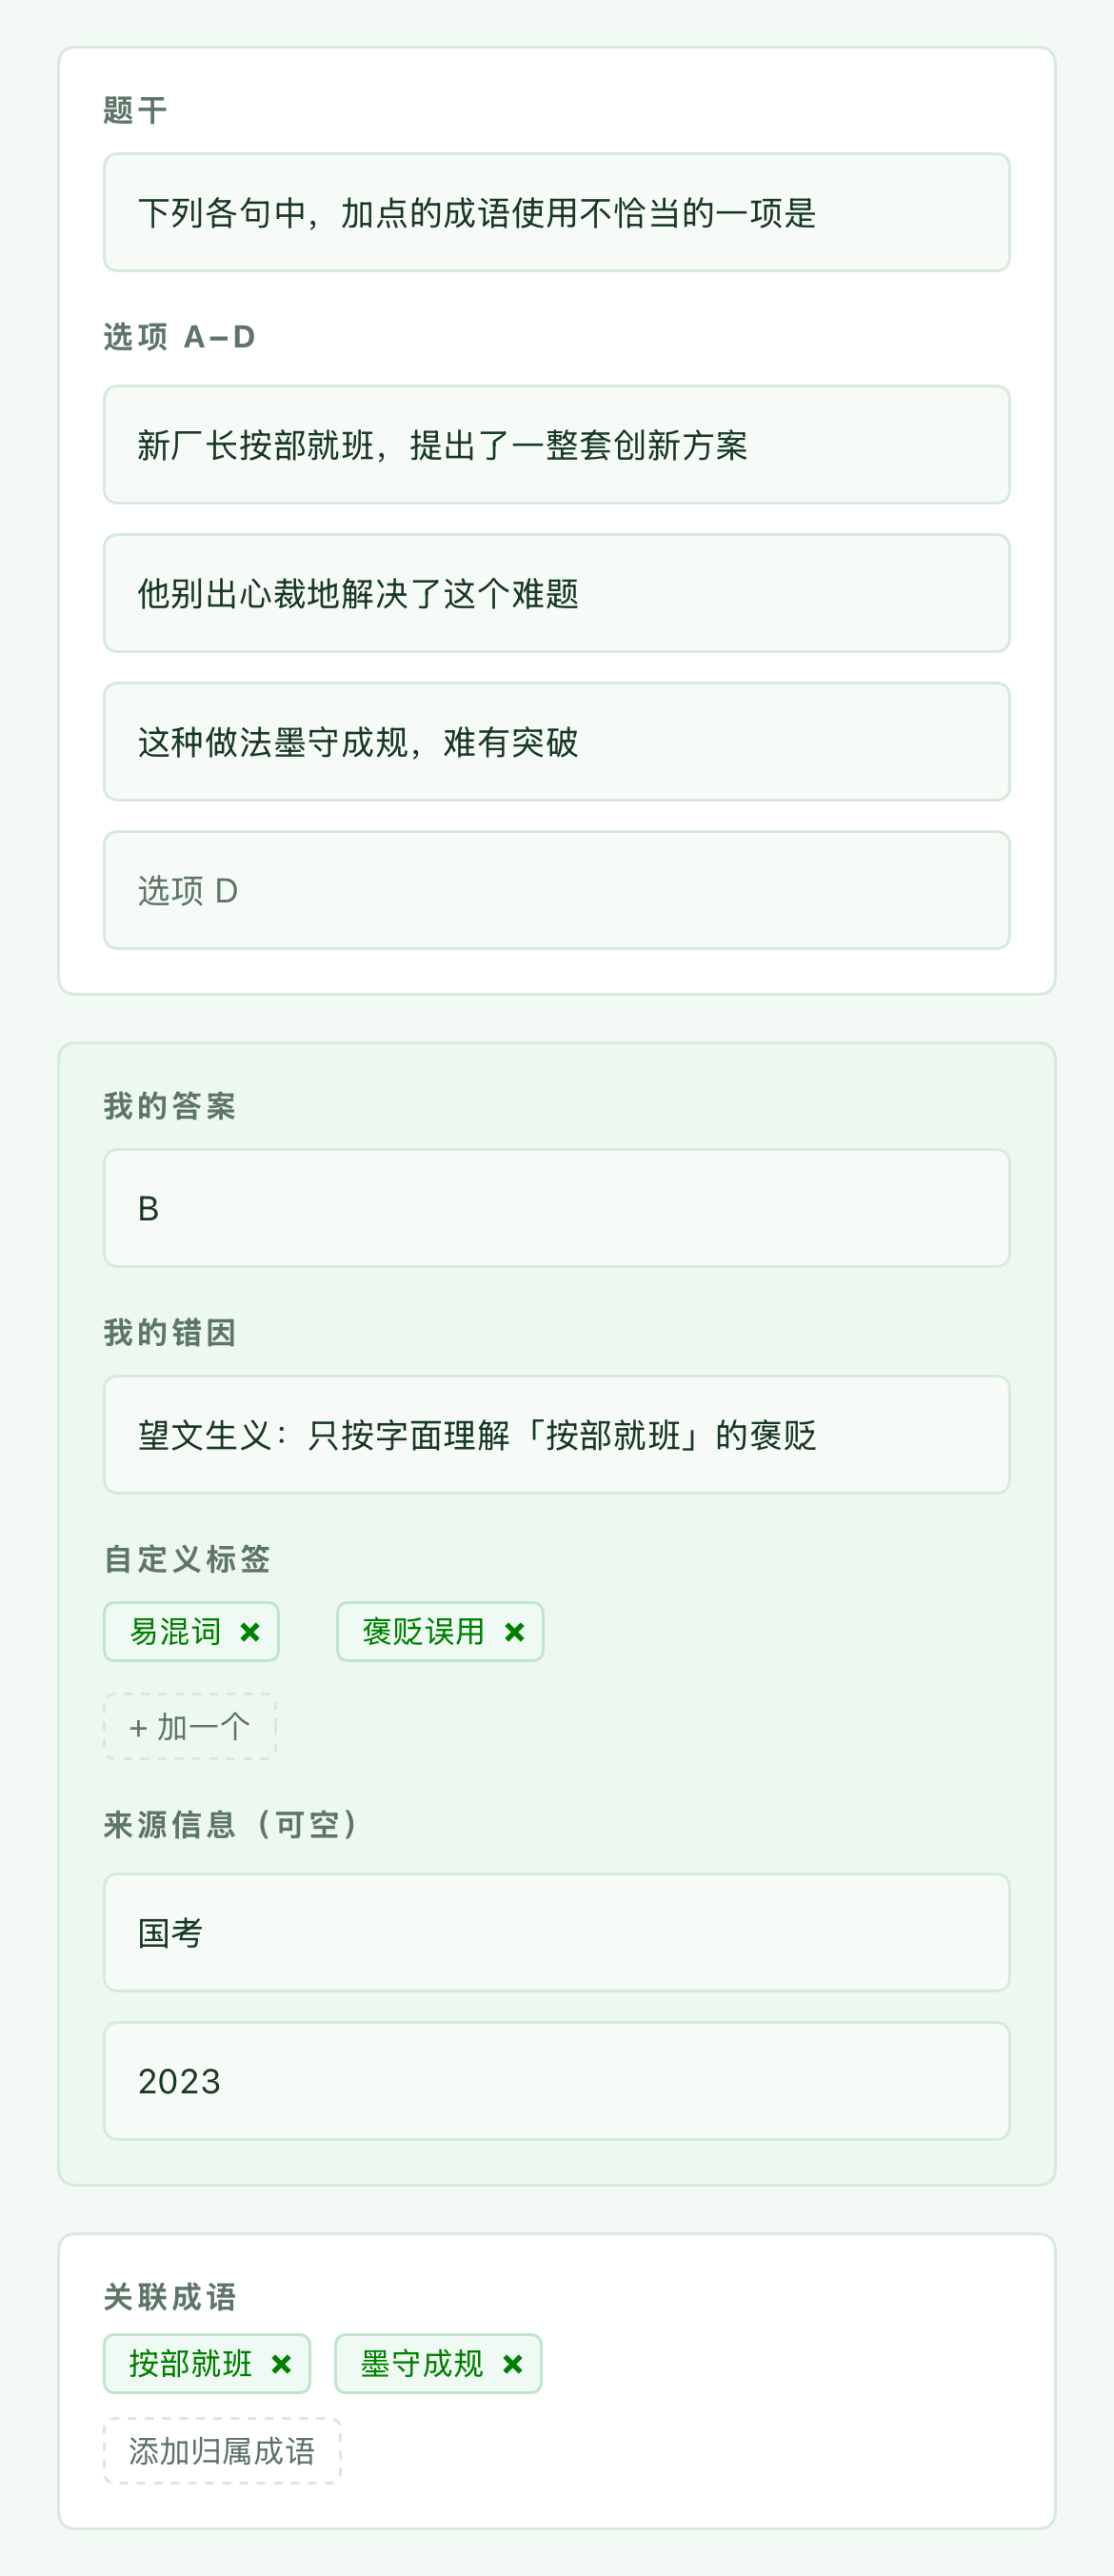 题干
下列各句中，加点的成语使用不恰当的一项是
选项 A–D
新厂长按部就班，提出了一整套创新方案
他别出心裁地解决了这个难题
这种做法墨守成规，难有突破
选项 D
我的答案
B
我的错因
望文生义：只按字面理解「按部就班」的褒贬
自定义标签
易混词 × 褒贬误用 ×
+ 加一个
来源信息（可空）
国考
2023
关联成语
按部就班 × 墨守成规 ×
添加归属成语